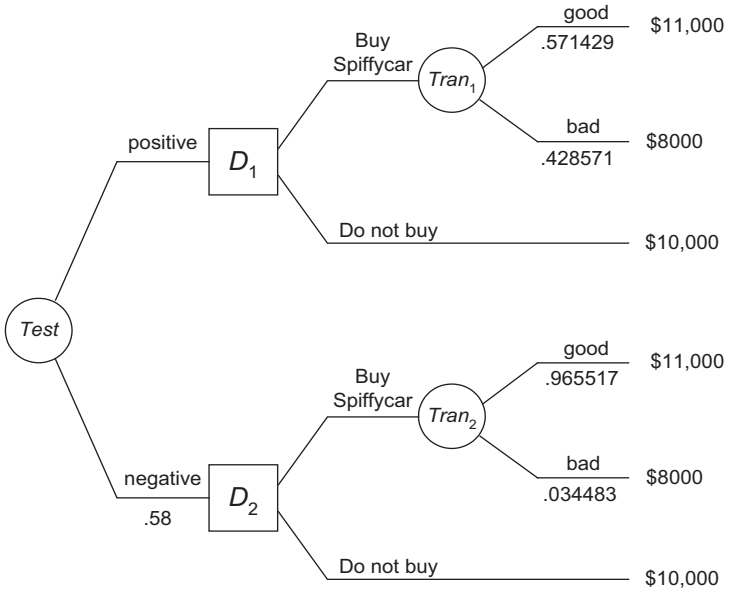 good
$11,000
.571429
Buy
Spiffycar
Tran1
bad
$8000
.428571
positive
D1
Do not buy
$10,000
Test
good
$11,000
.965517
Buy
Spiffycar
Tran2
bad
$8000
.034483
negative
.58
D2
Do not buy
$10,000